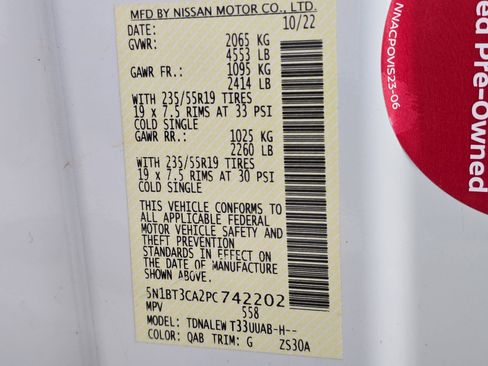 MFD BY NISSAN MOTOR CO., LTD.
DATE: 10/22
GVWR: 2065 KG
4553 LB
GAWR FR.: 1095 KG
2414 LB
WITH 235/55R19 TIRES
19 x 7.5 RIMS AT 33 PSI
COLD SINGLE
GAWR RR.: 1025 KG
2260 LB
WITH 235/55R19 TIRES
19 x 7.5 RIMS AT 30 PSI
COLD SINGLE
THIS VEHICLE CONFORMS TO
ALL APPLICABLE FEDERAL
MOTOR VEHICLE SAFETY AND
THEFT PREVENTION
STANDARDS IN EFFECT ON
THE DATE OF MANUFACTURE
SHOWN ABOVE.
5N1BT3CA2PC742202
MPV 558
MODEL: TDNALEW T33UUAB-H--
COLOR: QAB TRIM: G ZS30A
NNACPOVIS23-06
ed Pre-Owned